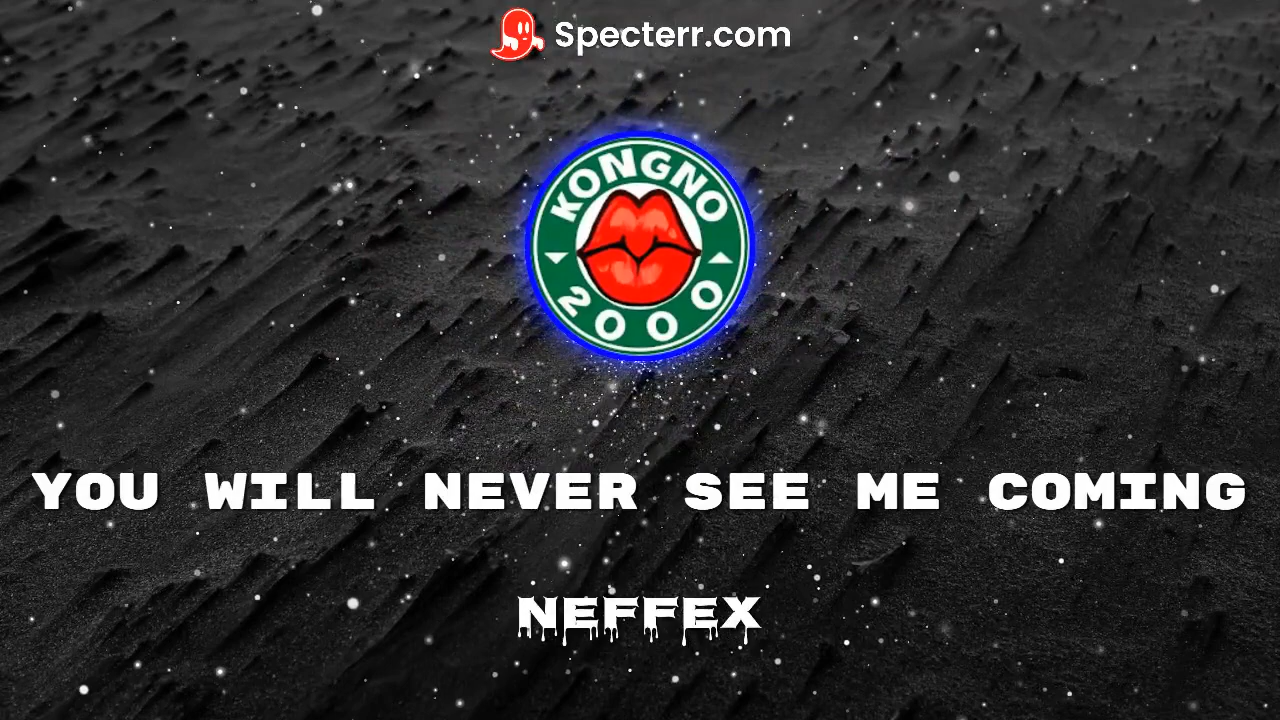 Specterr.com
KONGNO
2000
YOU WILL NEVER SEE ME COMING
NEFFEX